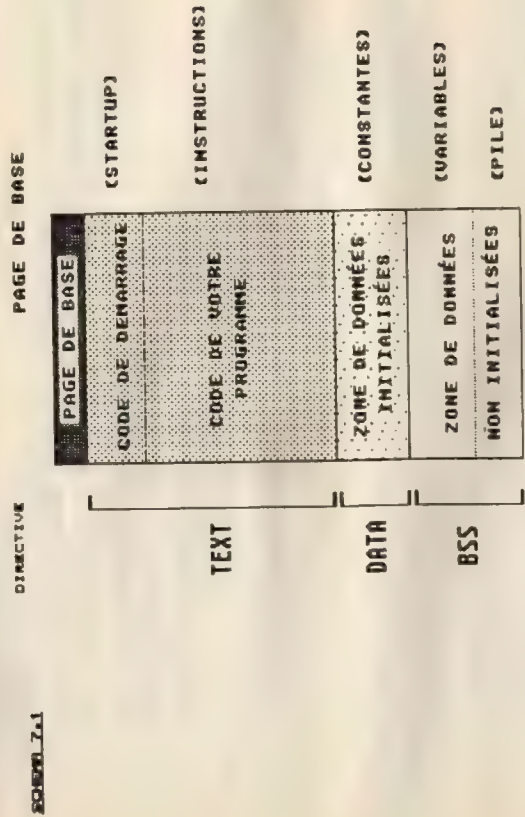 SCHEMA 7.1
DIRECTIVE
PAGE DE BASE
PAGE DE BASE
CODE DE DEMARRAGE
(STARTUP)
TEXT
CODE DE VOTRE
PROGRAMME
(INSTRUCTIONS)
DATA
ZONE DE DONNÉES
INITIALISÉES
(CONSTANTES)
BSS
ZONE DE DONNÉES
(VARIABLES)
NON INITIALISÉES
(PILE)